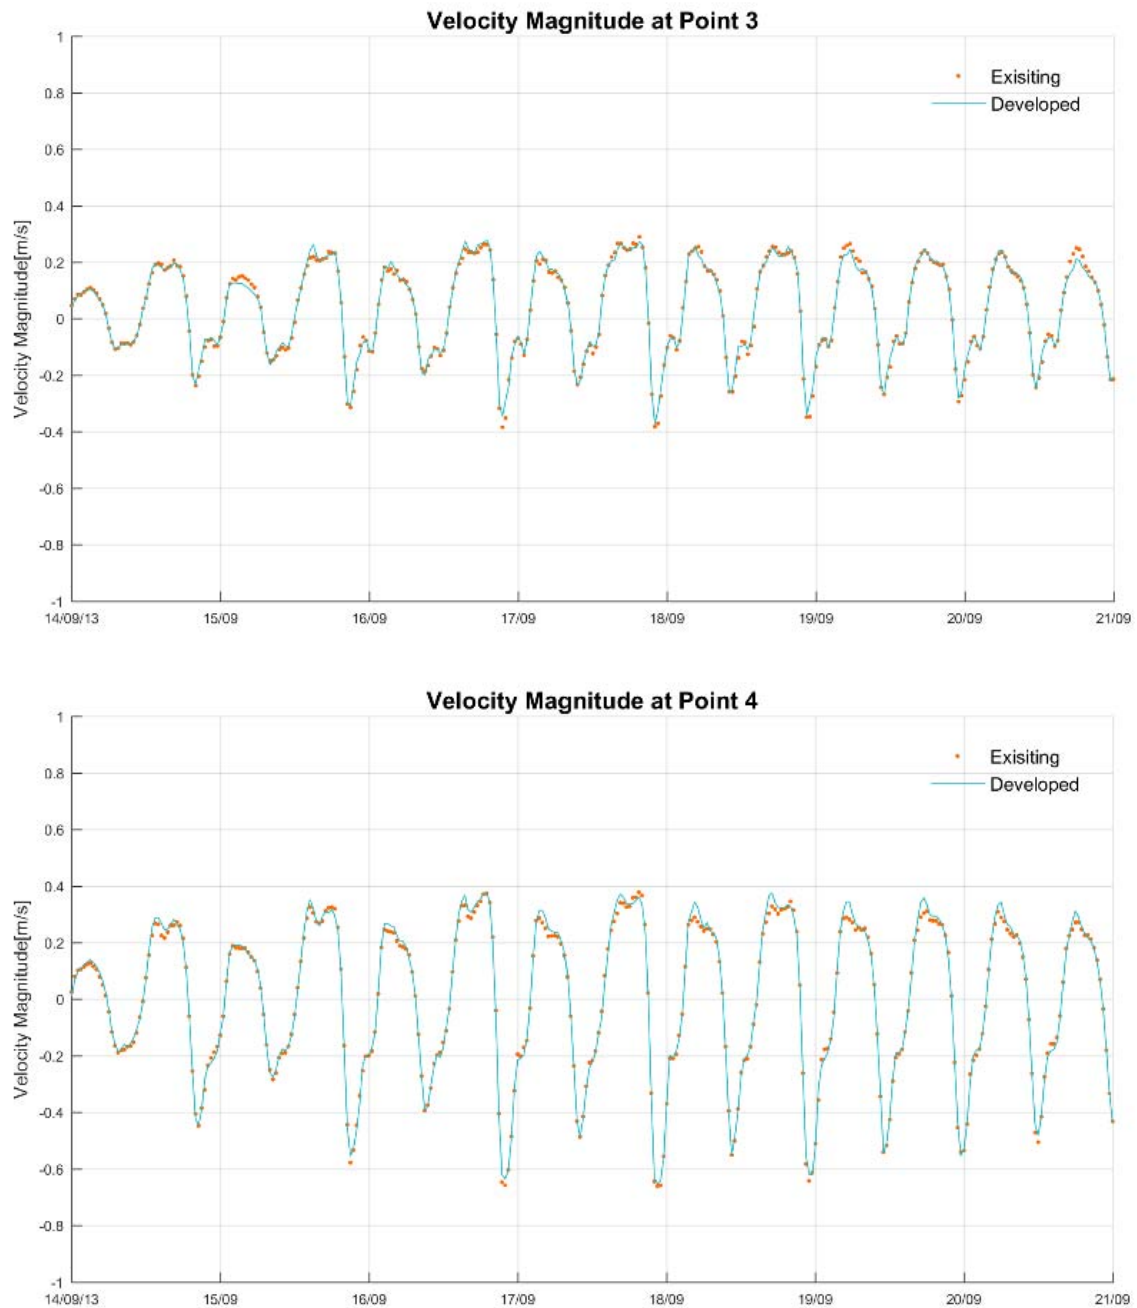 Velocity Magnitude at Point 3
1
0.8
0.6
0.4
0.2
0
-0.2
-0.4
-0.6
-0.8
-1
Velocity Magnitude[m/s]
Exisiting
Developed
14/09/13 15/09 16/09 17/09 18/09 19/09 20/09 21/09
Velocity Magnitude at Point 4
1
0.8
0.6
0.4
0.2
0
-0.2
-0.4
-0.6
-0.8
-1
Velocity Magnitude[m/s]
Exisiting
Developed
14/09/13 15/09 16/09 17/09 18/09 19/09 20/09 21/09